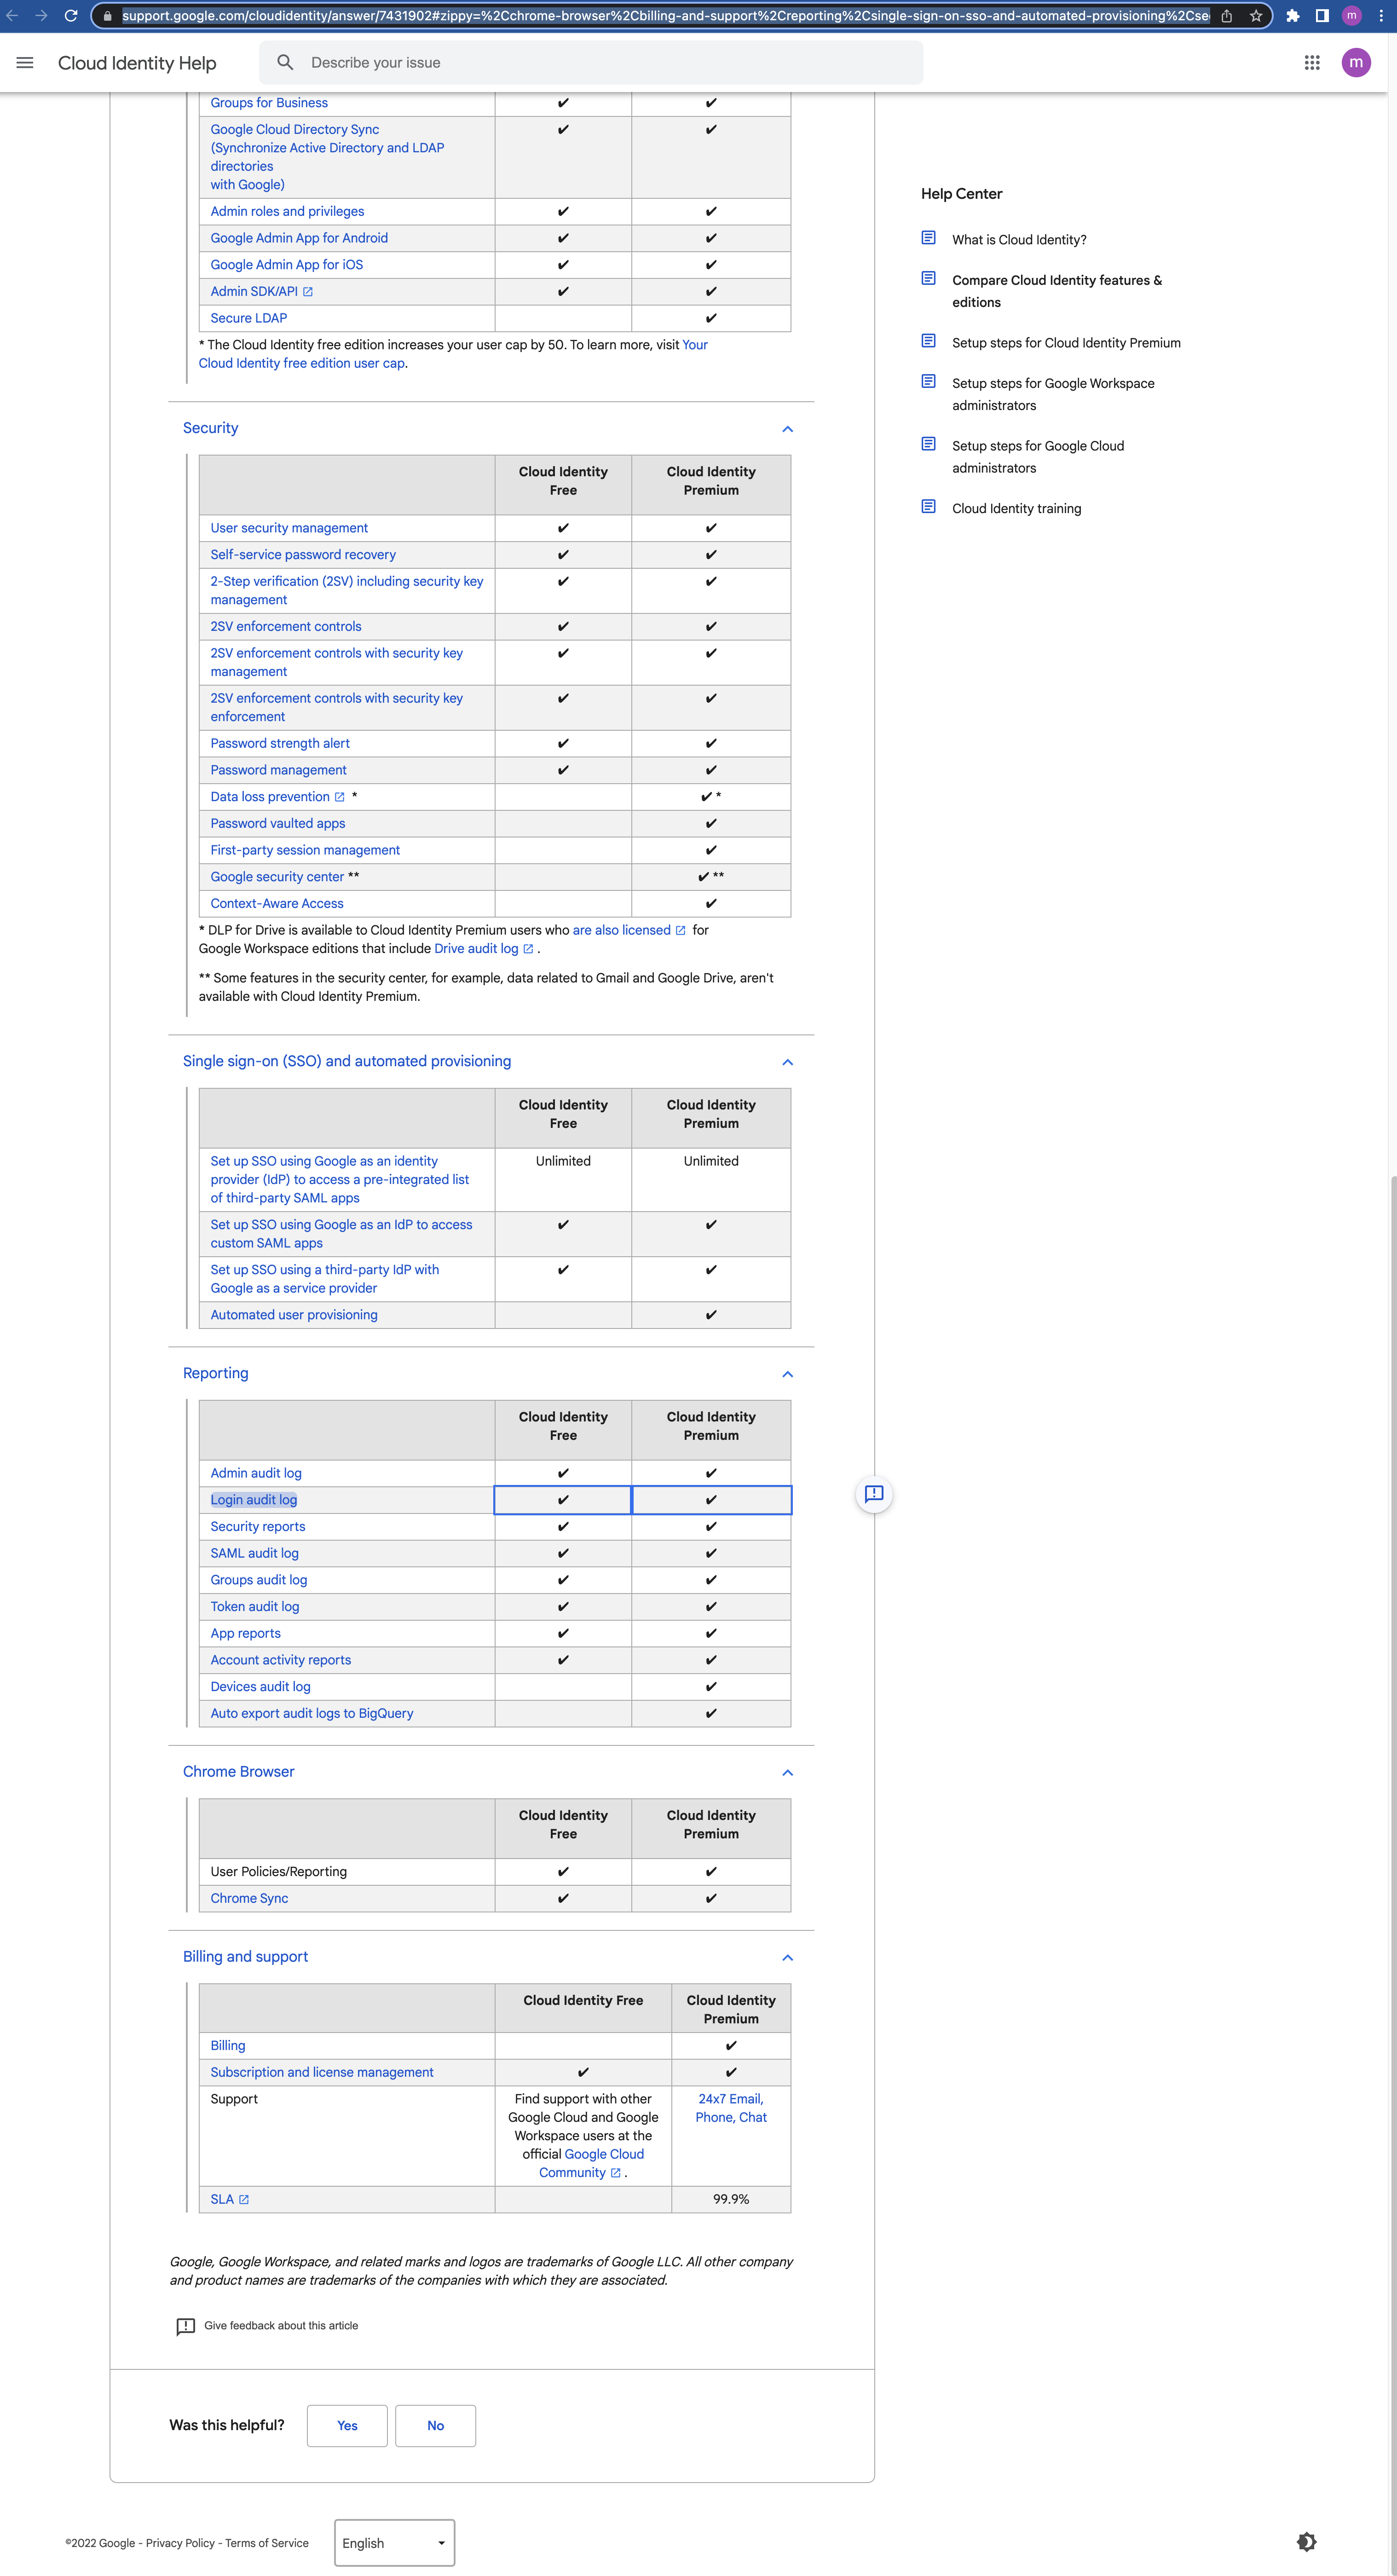 support.google.com/cloudidentity/answer/7431902#zippy=%2Cchrome-browser%2Cbilling-and-support%2Creporting%2Csingle-sign-on-sso-and-automated-provisioning%2Cse
m
Cloud Identity Help
Describe your issue
m
Groups for Business ✔ ✔
Google Cloud Directory Sync ✔ ✔
(Synchronize Active Directory and LDAP
directories
with Google)
Admin roles and privileges ✔ ✔
Google Admin App for Android ✔ ✔
Google Admin App for iOS ✔ ✔
Admin SDK/API ✔ ✔
Secure LDAP ✔
* The Cloud Identity free edition increases your user cap by 50. To learn more, visit Your
Cloud Identity free edition user cap.
Security
Cloud Identity
Free
Cloud Identity
Premium
User security management ✔ ✔
Self-service password recovery ✔ ✔
2-Step verification (2SV) including security key ✔ ✔
management
2SV enforcement controls ✔ ✔
2SV enforcement controls with security key ✔ ✔
management
2SV enforcement controls with security key ✔ ✔
enforcement
Password strength alert ✔ ✔
Password management ✔ ✔
Data loss prevention * ✔ *
Password vaulted apps ✔
First-party session management ✔
Google security center ** ✔ **
Context-Aware Access ✔
* DLP for Drive is available to Cloud Identity Premium users who are also licensed for
Google Workspace editions that include Drive audit log .
** Some features in the security center, for example, data related to Gmail and Google Drive, aren't
available with Cloud Identity Premium.
Single sign-on (SSO) and automated provisioning
Cloud Identity
Free
Cloud Identity
Premium
Set up SSO using Google as an identity Unlimited Unlimited
provider (IdP) to access a pre-integrated list
of third-party SAML apps
Set up SSO using Google as an IdP to access ✔ ✔
custom SAML apps
Set up SSO using a third-party IdP with ✔ ✔
Google as a service provider
Automated user provisioning ✔
Reporting
Cloud Identity
Free
Cloud Identity
Premium
Admin audit log ✔ ✔
Login audit log ✔ ✔
Security reports ✔ ✔
SAML audit log ✔ ✔
Groups audit log ✔ ✔
Token audit log ✔ ✔
App reports ✔ ✔
Account activity reports ✔ ✔
Devices audit log ✔
Auto export audit logs to BigQuery ✔
Chrome Browser
Cloud Identity
Free
Cloud Identity
Premium
User Policies/Reporting ✔ ✔
Chrome Sync ✔ ✔
Billing and support
Cloud Identity Free
Cloud Identity
Premium
Billing ✔
Subscription and license management ✔ ✔
Support
Find support with other
Google Cloud and Google
Workspace users at the
official Google Cloud
Community .
24x7 Email,
Phone, Chat
SLA 99.9%
Google, Google Workspace, and related marks and logos are trademarks of Google LLC. All other company
and product names are trademarks of the companies with which they are associated.
Give feedback about this article
Was this helpful? Yes No
Help Center
What is Cloud Identity?
Compare Cloud Identity features &
editions
Setup steps for Cloud Identity Premium
Setup steps for Google Workspace
administrators
Setup steps for Google Cloud
administrators
Cloud Identity training
©2022 Google - Privacy Policy - Terms of Service English